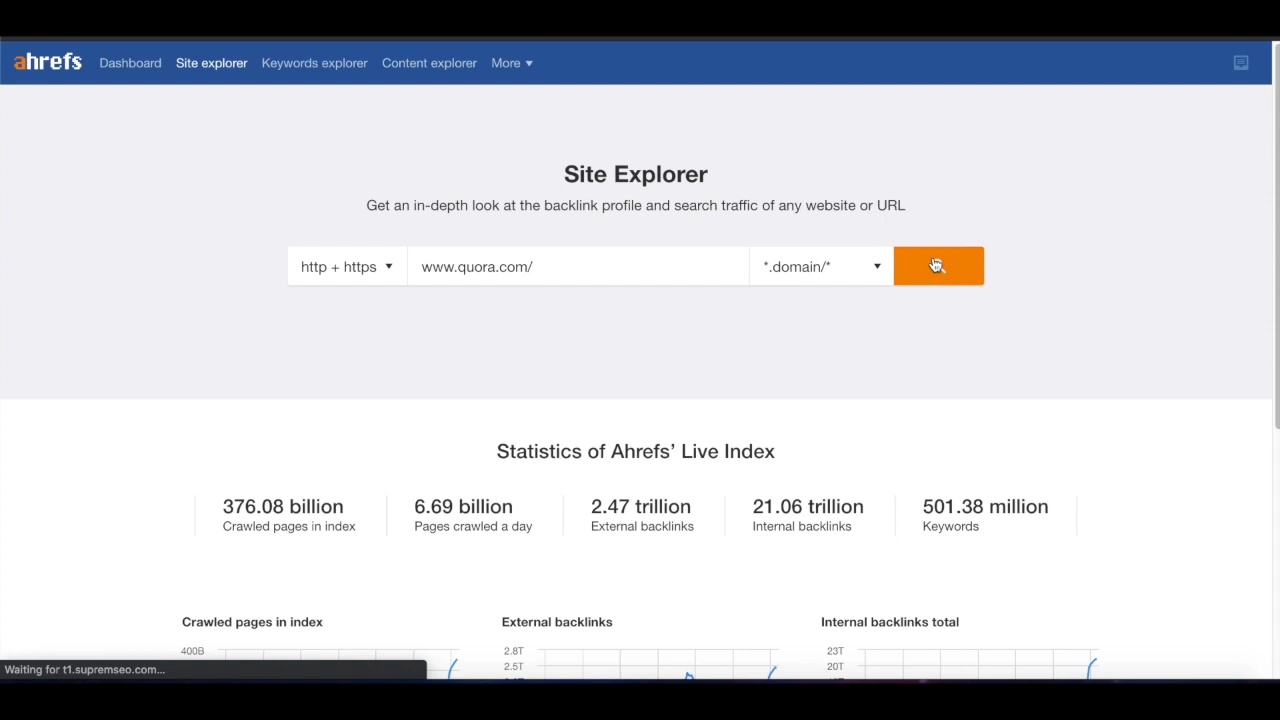 ahrefs Dashboard Site explorer Keywords explorer Content explorer More
Site Explorer
Get an in-depth look at the backlink profile and search traffic of any website or URL
http + https www.quora.com/ *.domain/*
Statistics of Ahrefs’ Live Index
376.08 billion 6.69 billion 2.47 trillion 21.06 trillion 501.38 million
Crawled pages in index Pages crawled a day External backlinks Internal backlinks Keywords
Crawled pages in index External backlinks Internal backlinks total
400B 2.8T 23T
2.5T 20T
Waiting for t1.supremseo.com...